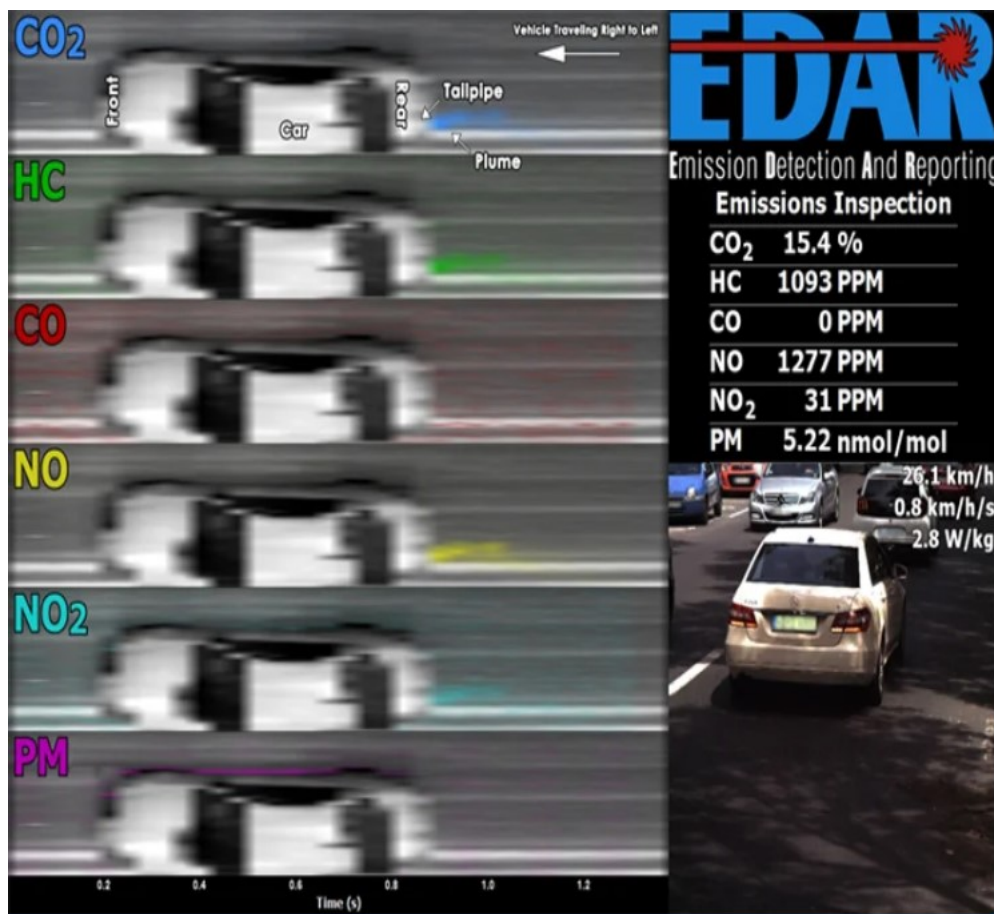 CO2
Vehicle Traveling Right to Left
Front
Car
Rear
Tailpipe
Plume
HC
CO
NO
NO2
PM
0.2 0.4 0.6 0.8 1.0 1.2
Time (s)
EDAR
Emission Detection And Reporting
Emissions Inspection
CO2 15.4 %
HC 1093 PPM
CO 0 PPM
NO 1277 PPM
NO2 31 PPM
PM 5.22 nmol/mol
26.1 km/h
0.8 km/h/s
2.8 W/kg